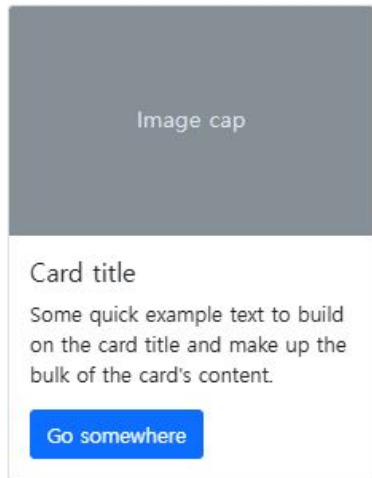 Image cap
Card title
Some quick example text to build
on the card title and make up the
bulk of the card's content.
Go somewhere